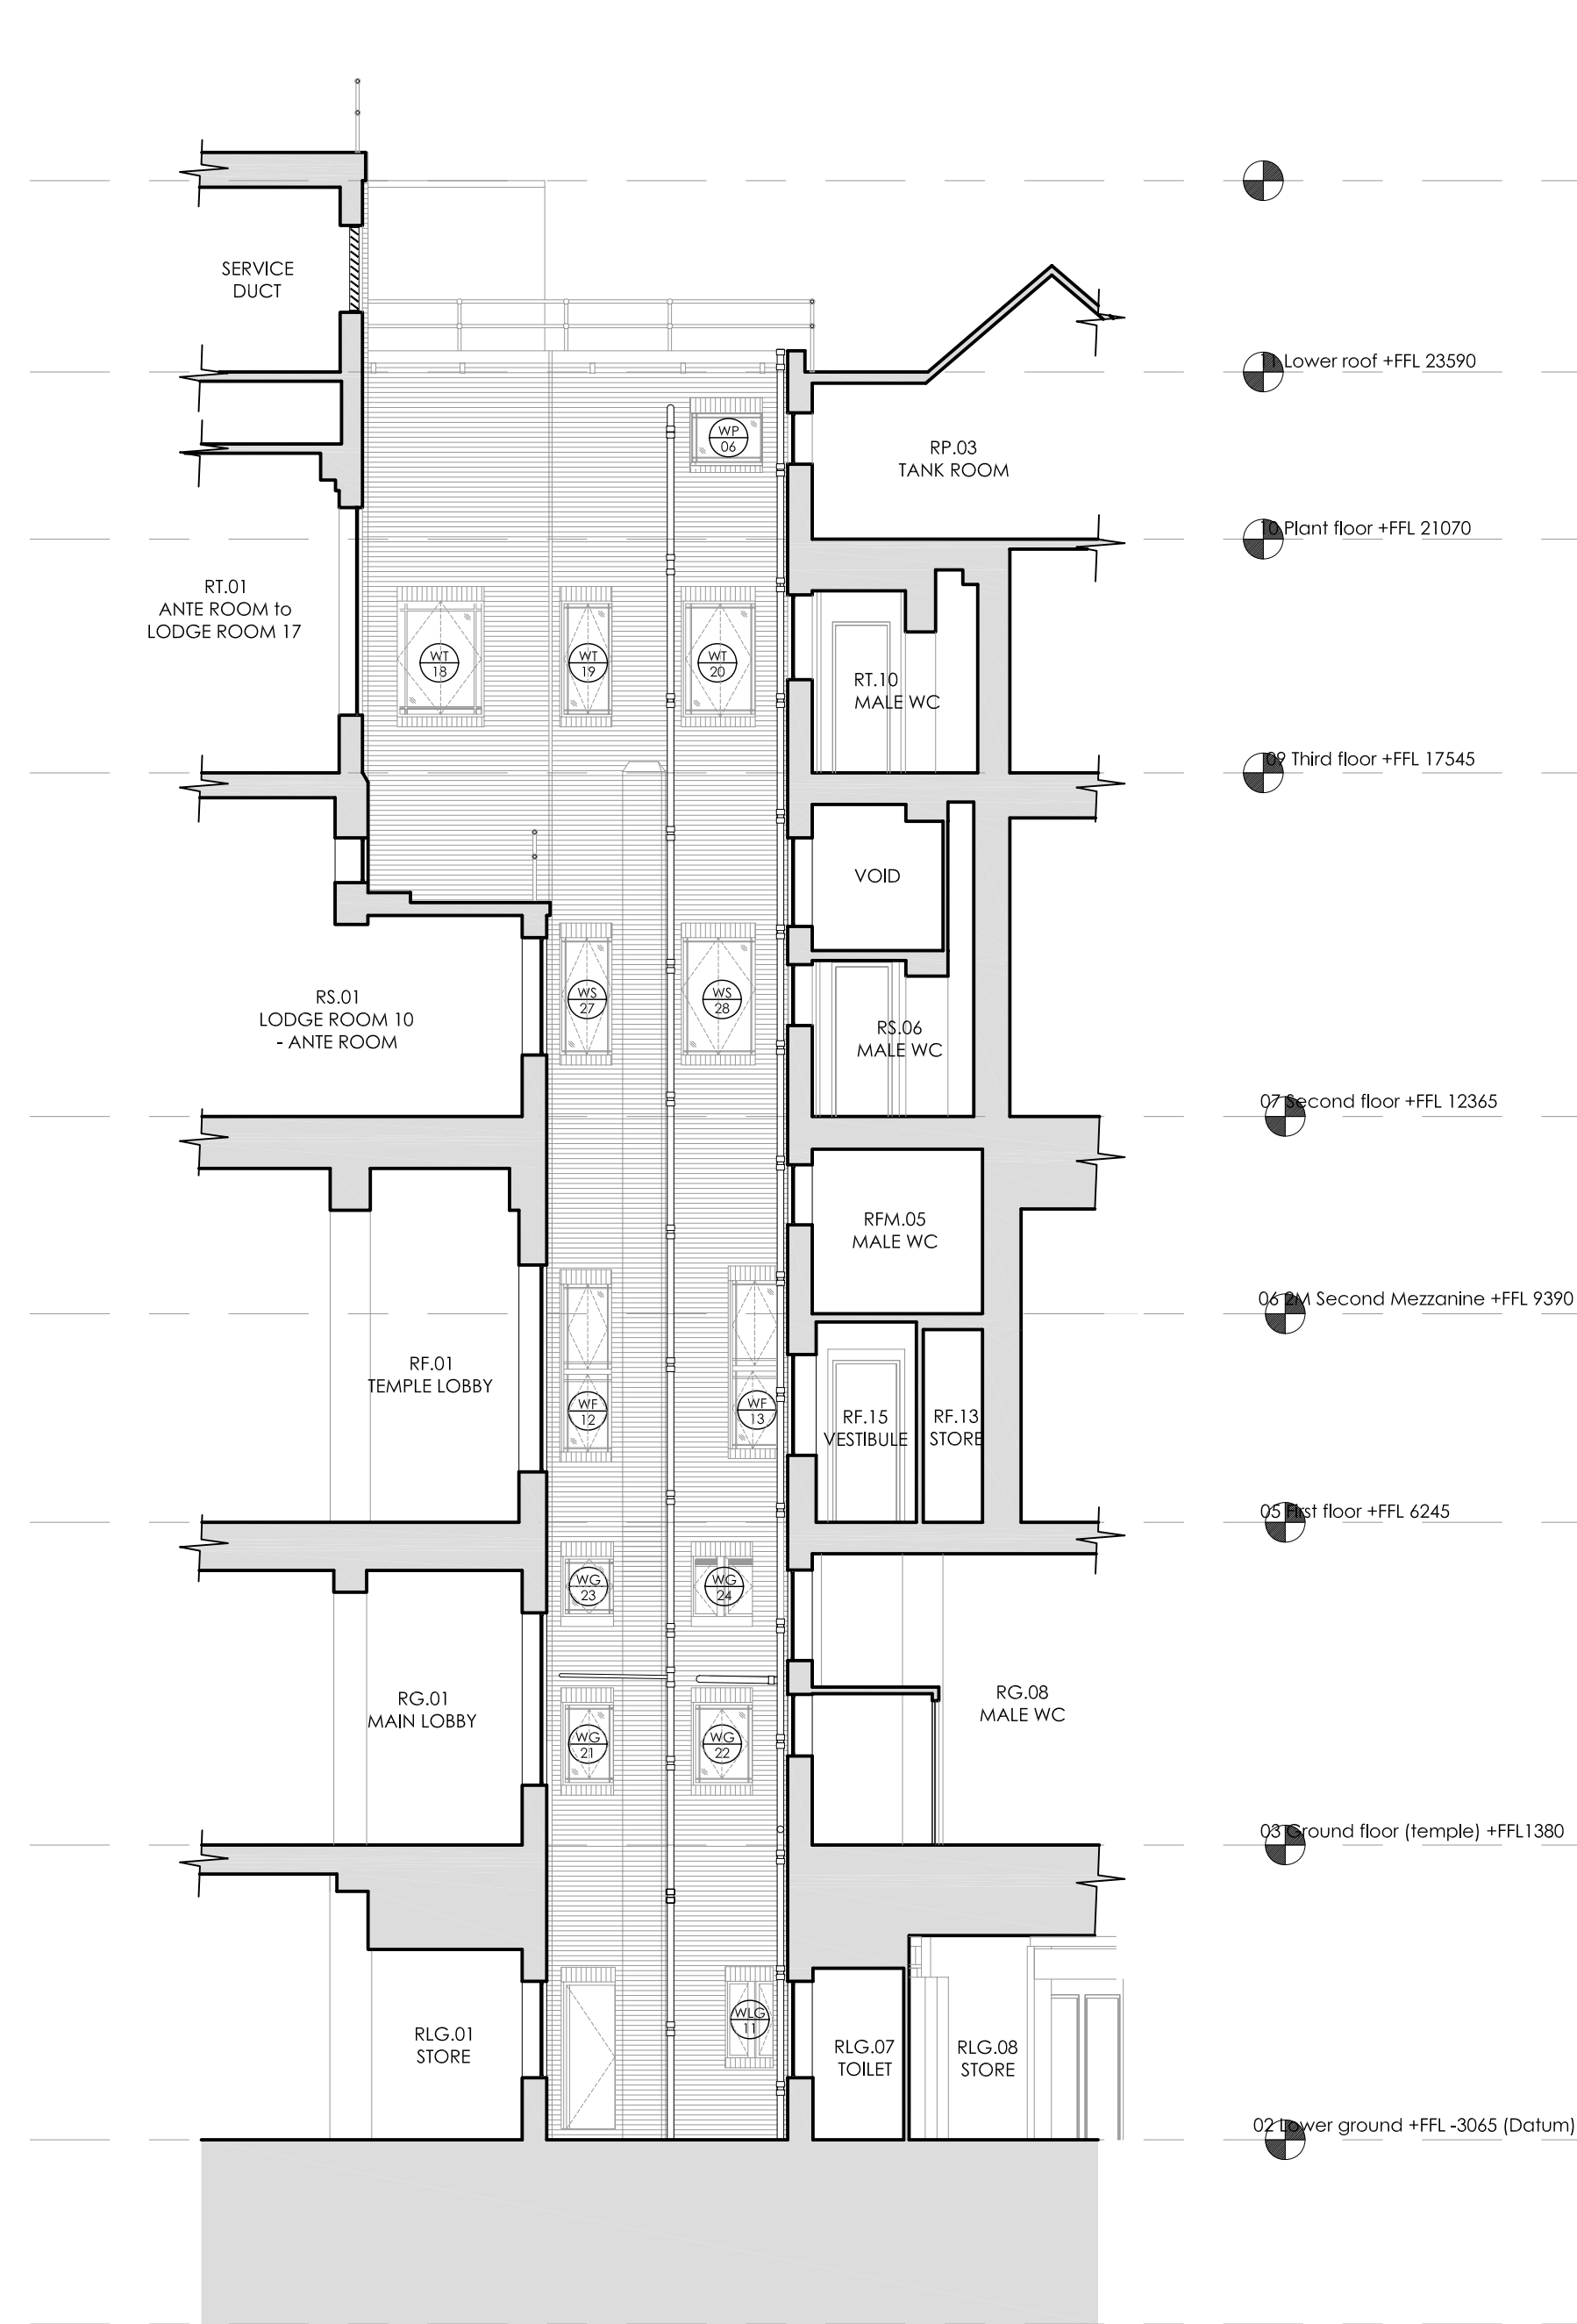 SERVICE
DUCT
11 Lower roof +FFL 23590
WP
06
RP.03
TANK ROOM
10 Plant floor +FFL 21070
RT.01
ANTE ROOM to
LODGE ROOM 17
WT
18
WT
19
WT
20
RT.10
MALE WC
09 Third floor +FFL 17545
VOID
RS.01
LODGE ROOM 10
- ANTE ROOM
WS
27
WS
28
RS.06
MALE WC
07 Second floor +FFL 12365
RFM.05
MALE WC
06 2M Second Mezzanine +FFL 9390
RF.01
TEMPLE LOBBY
WF
12
WF
13
RF.15
VESTIBULE
RF.13
STORE
05 First floor +FFL 6245
WG
23
WG
24
RG.01
MAIN LOBBY
WG
21
WG
22
RG.08
MALE WC
03 Ground floor (temple) +FFL1380
RLG.01
STORE
WLG
11
RLG.07
TOILET
RLG.08
STORE
02 Lower ground +FFL -3065 (Datum)